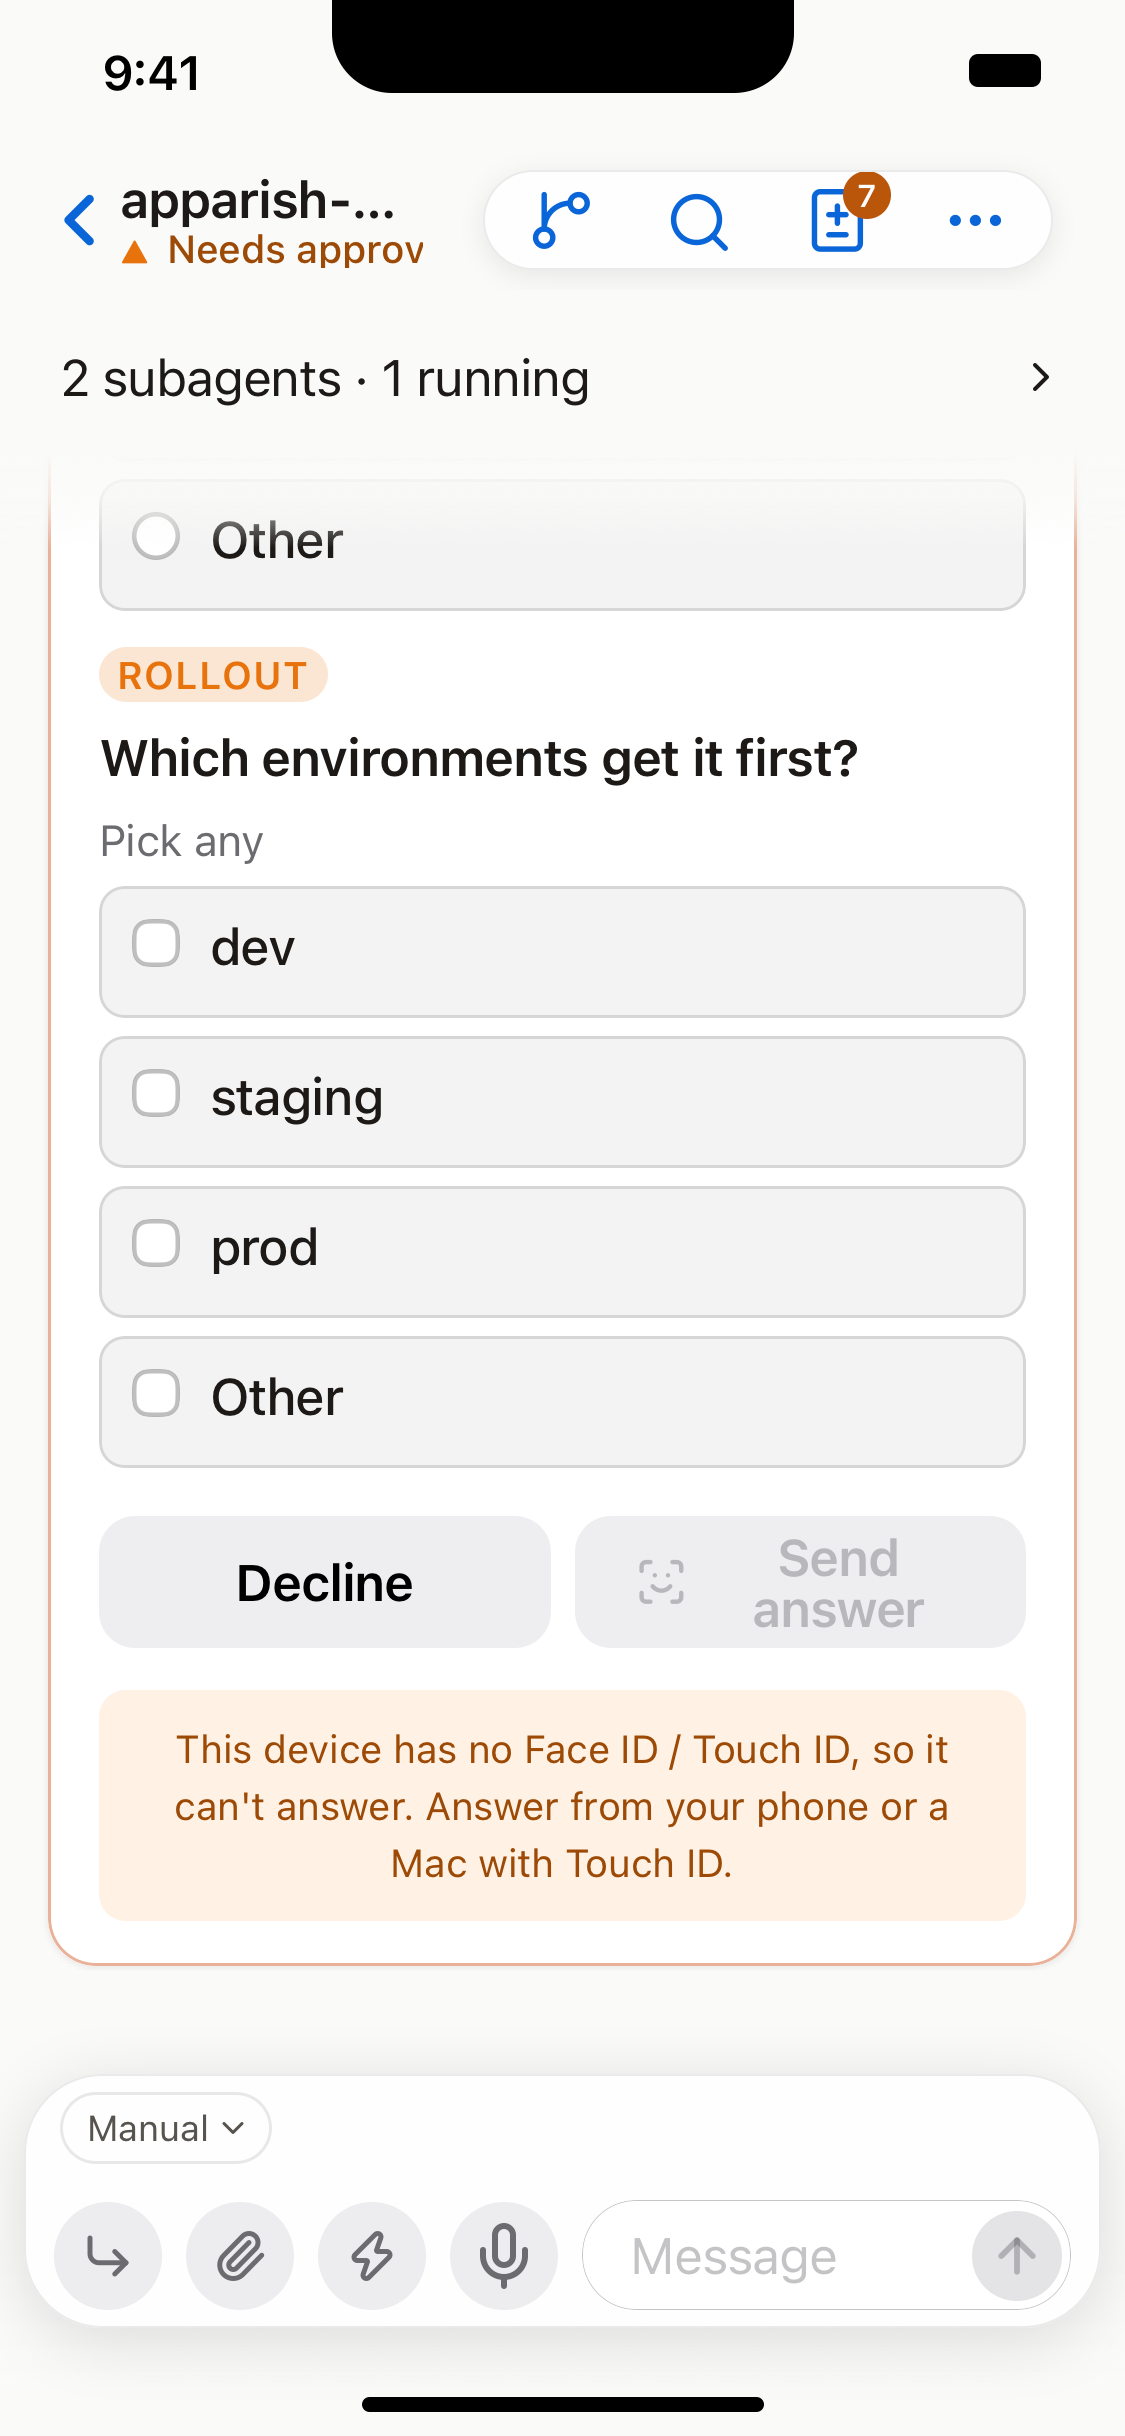 9:41
apparish-...
Needs approv
7
2 subagents · 1 running
Other
ROLLOUT
Which environments get it first?
Pick any
dev
staging
prod
Other
Decline
Send
answer
This device has no Face ID / Touch ID, so it
can't answer. Answer from your phone or a
Mac with Touch ID.
Manual
Message